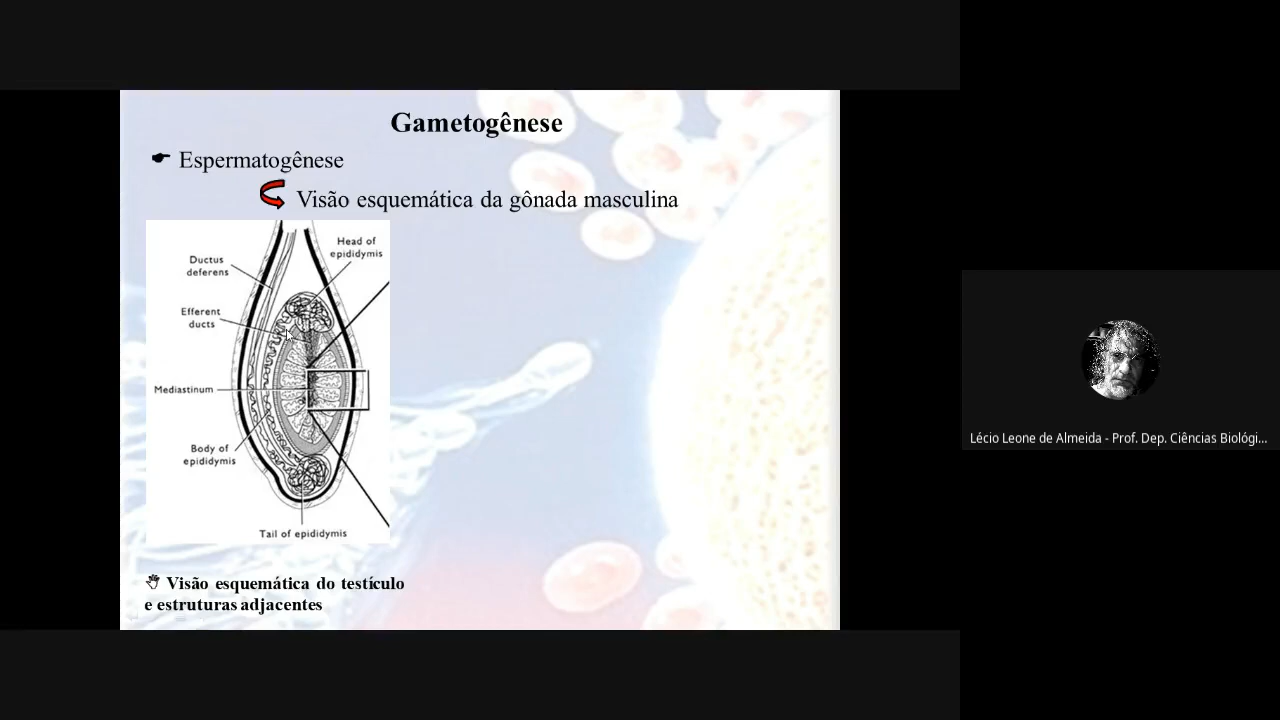 Gametogênese
Espermatogênese
Visão esquemática da gônada masculina
Head of
epididymis
Ductus
deferens
Efferent
ducts
Mediastinum
Body of
epididymis
Tail of epididymis
Visão esquemática do testículo
e estruturas adjacentes
Lécio Leone de Almeida - Prof. Dep. Ciências Biológi...